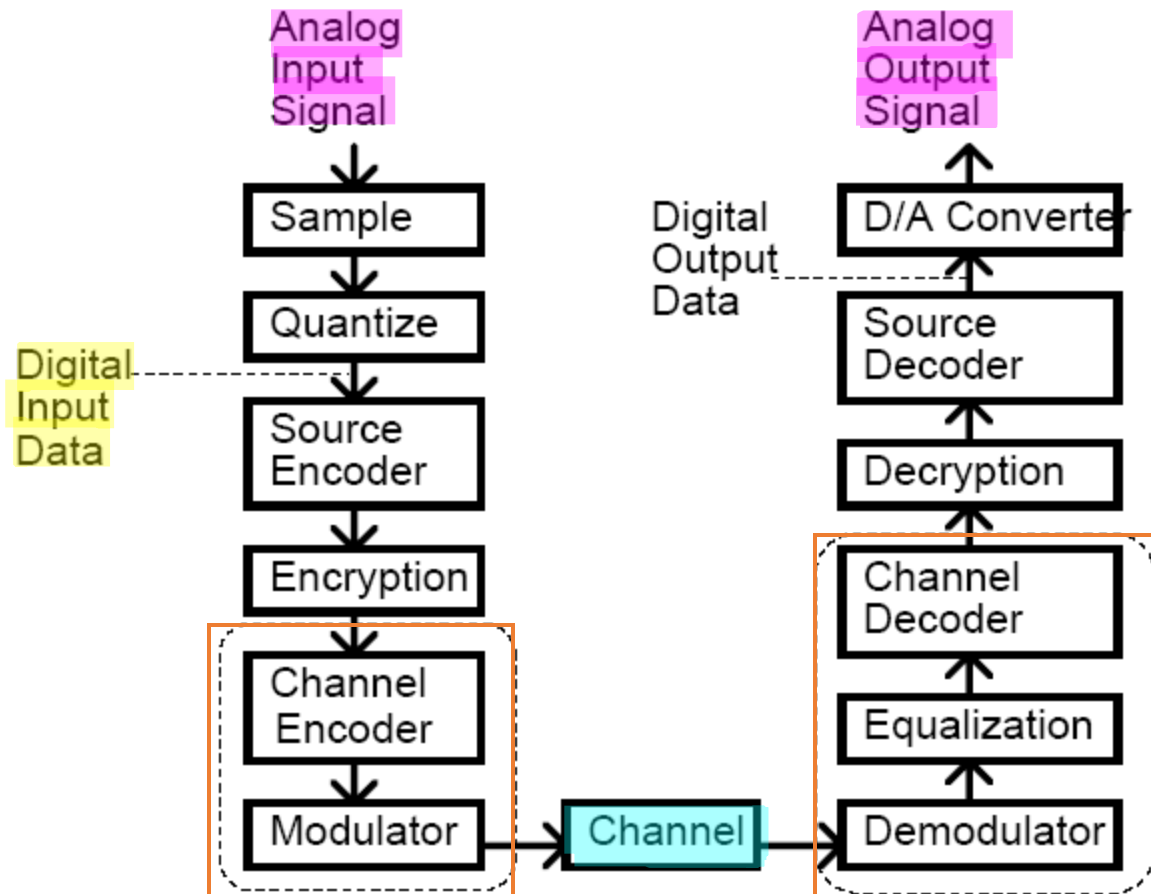 Analog
Input
Signal
Sample
Quantize
Digital
Input
Data
Source
Encoder
Encryption
Channel
Encoder
Modulator
Channel
Analog
Output
Signal
D/A Converter
Digital
Output
Data
Source
Decoder
Decryption
Channel
Decoder
Equalization
Demodulator